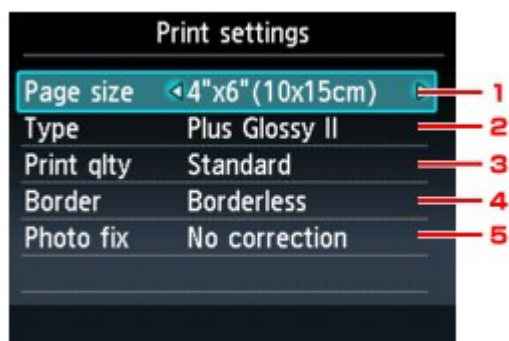 Print settings
Page size 4"x6"(10x15cm) 1
Type Plus Glossy II 2
Print qlty Standard 3
Border Borderless 4
Photo fix No correction 5